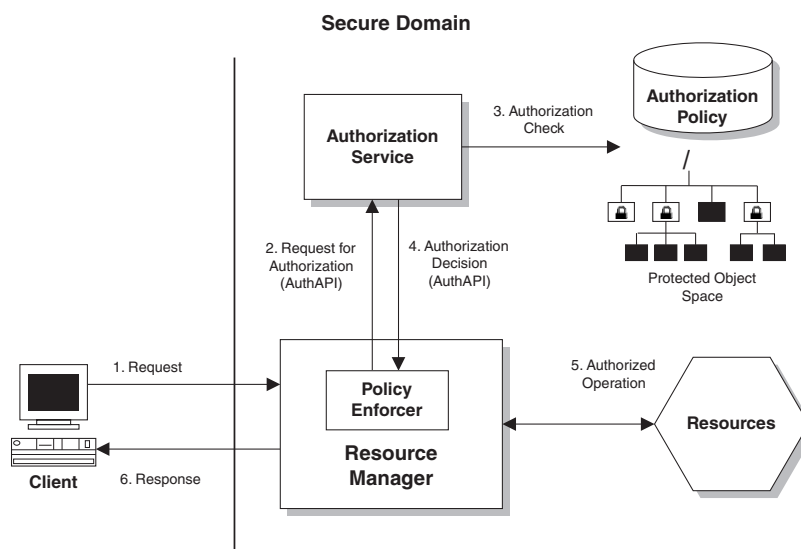 Secure Domain
Authorization
Service
3. Authorization
Check
Authorization
Policy
/
2. Request for
Authorization
(AuthAPI)
4. Authorization
Decision
(AuthAPI)
Protected Object
Space
1. Request
Policy
Enforcer
Resource
Manager
5. Authorized
Operation
Resources
Client
6. Response